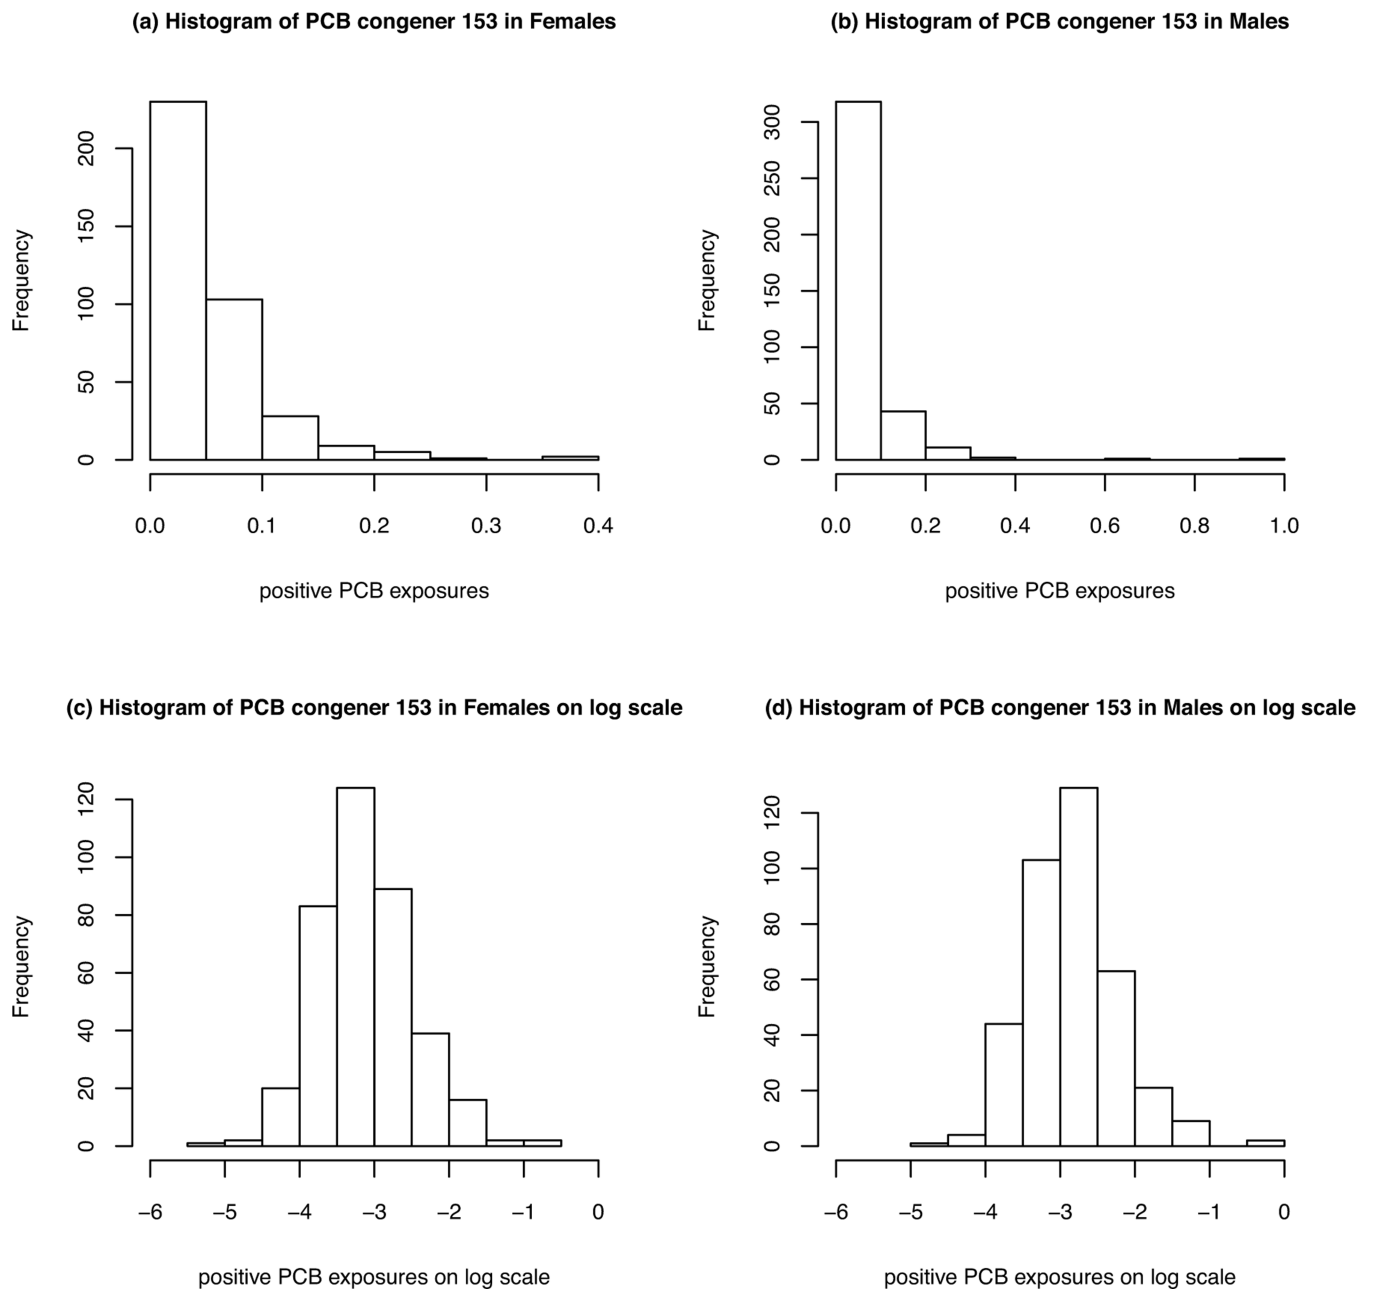 (a) Histogram of PCB congener 153 in Females
Frequency
200
150
100
50
0
0.0 0.1 0.2 0.3 0.4
positive PCB exposures
(b) Histogram of PCB congener 153 in Males
Frequency
300
250
200
150
100
50
0
0.0 0.2 0.4 0.6 0.8 1.0
positive PCB exposures
(c) Histogram of PCB congener 153 in Females on log scale
Frequency
120
100
80
60
40
20
0
−6 −5 −4 −3 −2 −1 0
positive PCB exposures on log scale
(d) Histogram of PCB congener 153 in Males on log scale
Frequency
120
100
80
60
40
20
0
−6 −5 −4 −3 −2 −1 0
positive PCB exposures on log scale